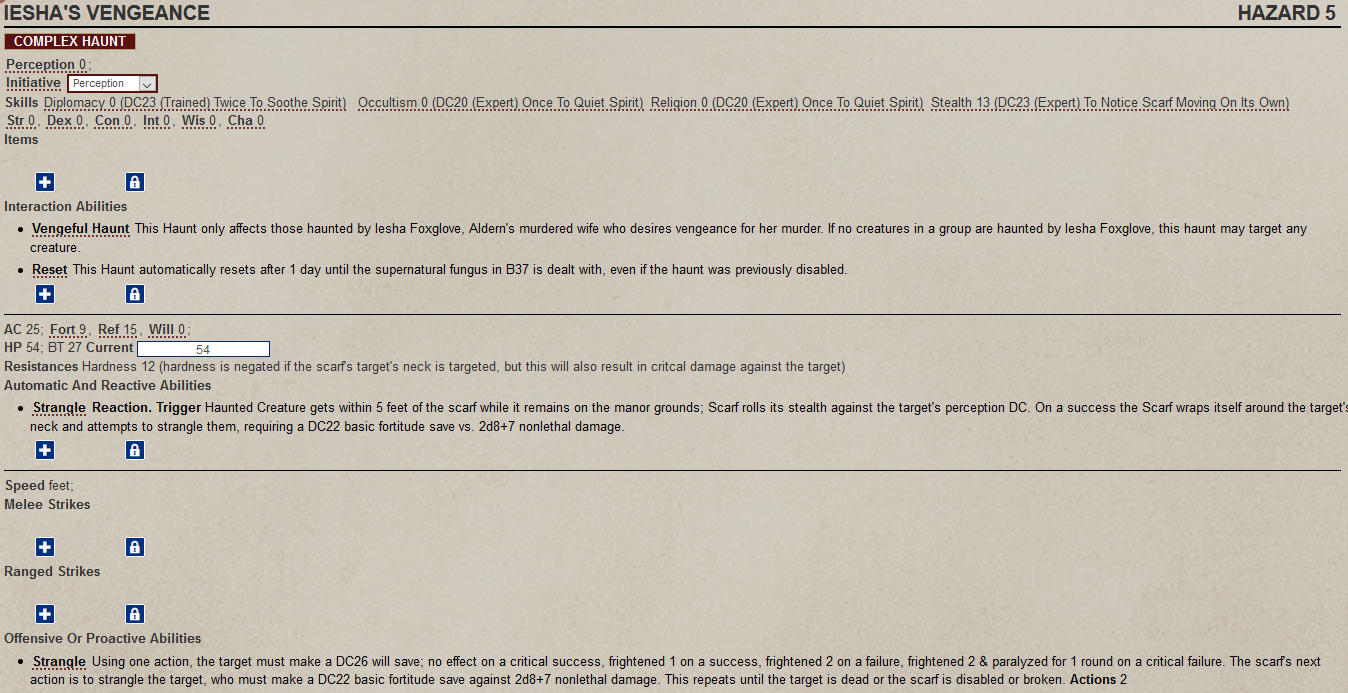 IESHA'S VENGEANCE HAZARD 5
COMPLEX HAUNT
Perception 0;
Initiative Perception
Skills Diplomacy 0 (DC23 (Trained) Twice To Soothe Spirit) Occultism 0 (DC20 (Expert) Once To Quiet Spirit) Religion 0 (DC20 (Expert) Once To Quiet Spirit) Stealth 13 (DC23 (Expert) To Notice Scarf Moving On Its Own)
Str 0, Dex 0, Con 0, Int 0, Wis 0, Cha 0
Items
Interaction Abilities
• Vengeful Haunt This Haunt only affects those haunted by Iesha Foxglove, Aldern's murdered wife who desires vengeance for her murder. If no creatures in a group are haunted by Iesha Foxglove, this haunt may target any
creature.
• Reset This Haunt automatically resets after 1 day until the supernatural fungus in B37 is dealt with, even if the haunt was previously disabled.
AC 25; Fort 9, Ref 15, Will 0;
HP 54; BT 27 Current 54
Resistances Hardness 12 (hardness is negated if the scarf's target's neck is targeted, but this will also result in critcal damage against the target)
Automatic And Reactive Abilities
• Strangle Reaction. Trigger Haunted Creature gets within 5 feet of the scarf while it remains on the manor grounds; Scarf rolls its stealth against the target's perception DC. On a success the Scarf wraps itself around the target's
neck and attempts to strangle them, requiring a DC22 basic fortitude save vs. 2d8+7 nonlethal damage.
Speed feet;
Melee Strikes
Ranged Strikes
Offensive Or Proactive Abilities
• Strangle Using one action, the target must make a DC26 will save; no effect on a critical success, frightened 1 on a success, frightened 2 on a failure, frightened 2 & paralyzed for 1 round on a critical failure. The scarf's next
action is to strangle the target, who must make a DC22 basic fortitude save against 2d8+7 nonlethal damage. This repeats until the target is dead or the scarf is disabled or broken. Actions 2